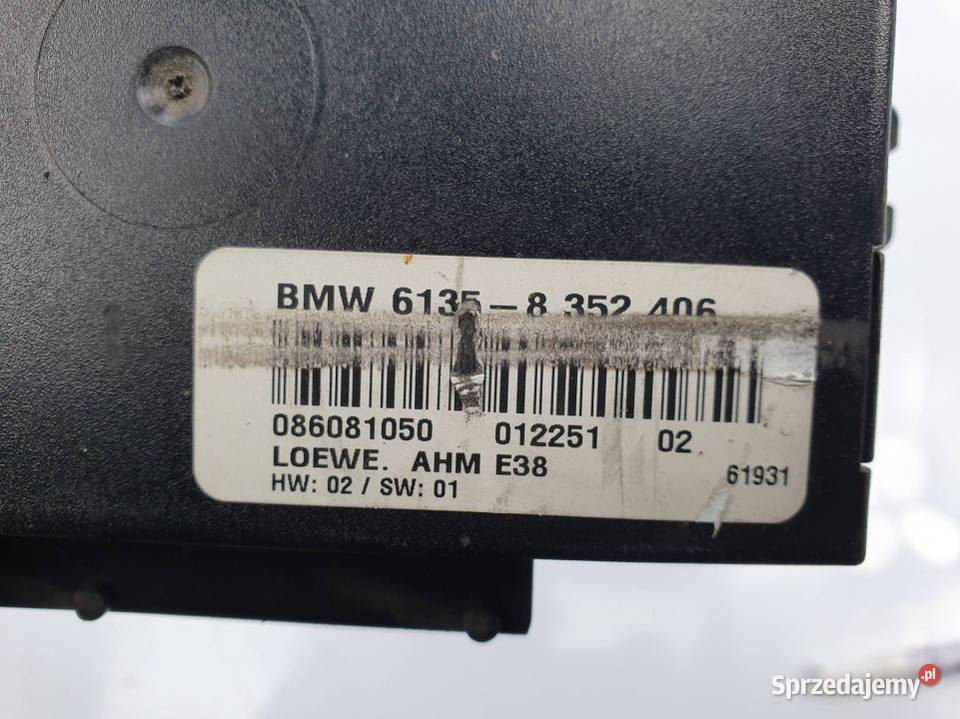 BMW 6135-8 352 406
086081050 012251 02
LOEWE. AHM E38
HW: 02 / SW: 01
61931
Sprzedajemy.pl